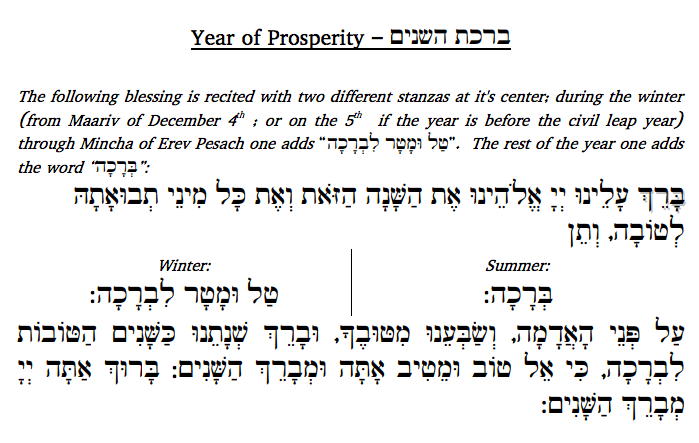 Year of Prosperity – ברכת השנים
The following blessing is recited with two different stanzas at it's center; during the winter
(from Maariv of December 4th ; or on the 5th if the year is before the civil leap year)
through Mincha of Erev Pesach one adds "טַל וּמָטָר לִבְרָכָה". The rest of the year one adds
the word "בְּרָכָה":
בָּרֵךְ עָלֵינוּ יְיָ אֱלֹהֵינוּ אֶת הַשָּׁנָה הַזֹּאת וְאֶת כָּל מִינֵי תְבוּאָתָהּ
לְטוֹבָה, וְתֵן
Summer:
בְּרָכָה:
Winter:
טַל וּמָטָר לִבְרָכָה:
עַל פְּנֵי הָאֲדָמָה, וְשַׂבְּעֵנוּ מִטּוּבֶךָ, וּבָרֵךְ שְׁנָתֵנוּ כַּשָּׁנִים הַטּוֹבוֹת
לִבְרָכָה, כִּי אֵל טוֹב וּמֵטִיב אַתָּה וּמְבָרֵךְ הַשָּׁנִים: בָּרוּךְ אַתָּה יְיָ
מְבָרֵךְ הַשָּׁנִים: